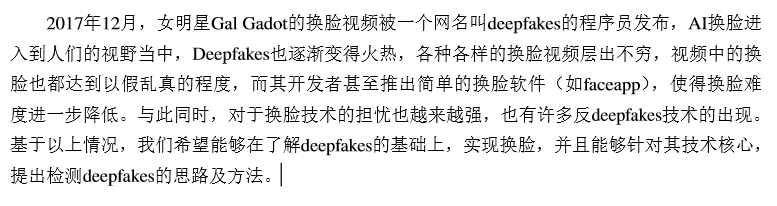 2017年12月，女明星Gal Gadot的换脸视频被一个网名叫deepfakes的程序员发布，AI换脸进
入到人们的视野当中，Deepfakes也逐渐变得火热，各种各样的换脸视频层出不穷，视频中的换
脸也都达到以假乱真的程度，而其开发者甚至推出简单的换脸软件（如faceapp），使得换脸难
度进一步降低。与此同时，对于换脸技术的担忧也越来越强，也有许多反deepfakes技术的出现。
基于以上情况，我们希望能够在了解deepfakes的基础上，实现换脸，并且能够针对其技术核心，
提出检测deepfakes的思路及方法。